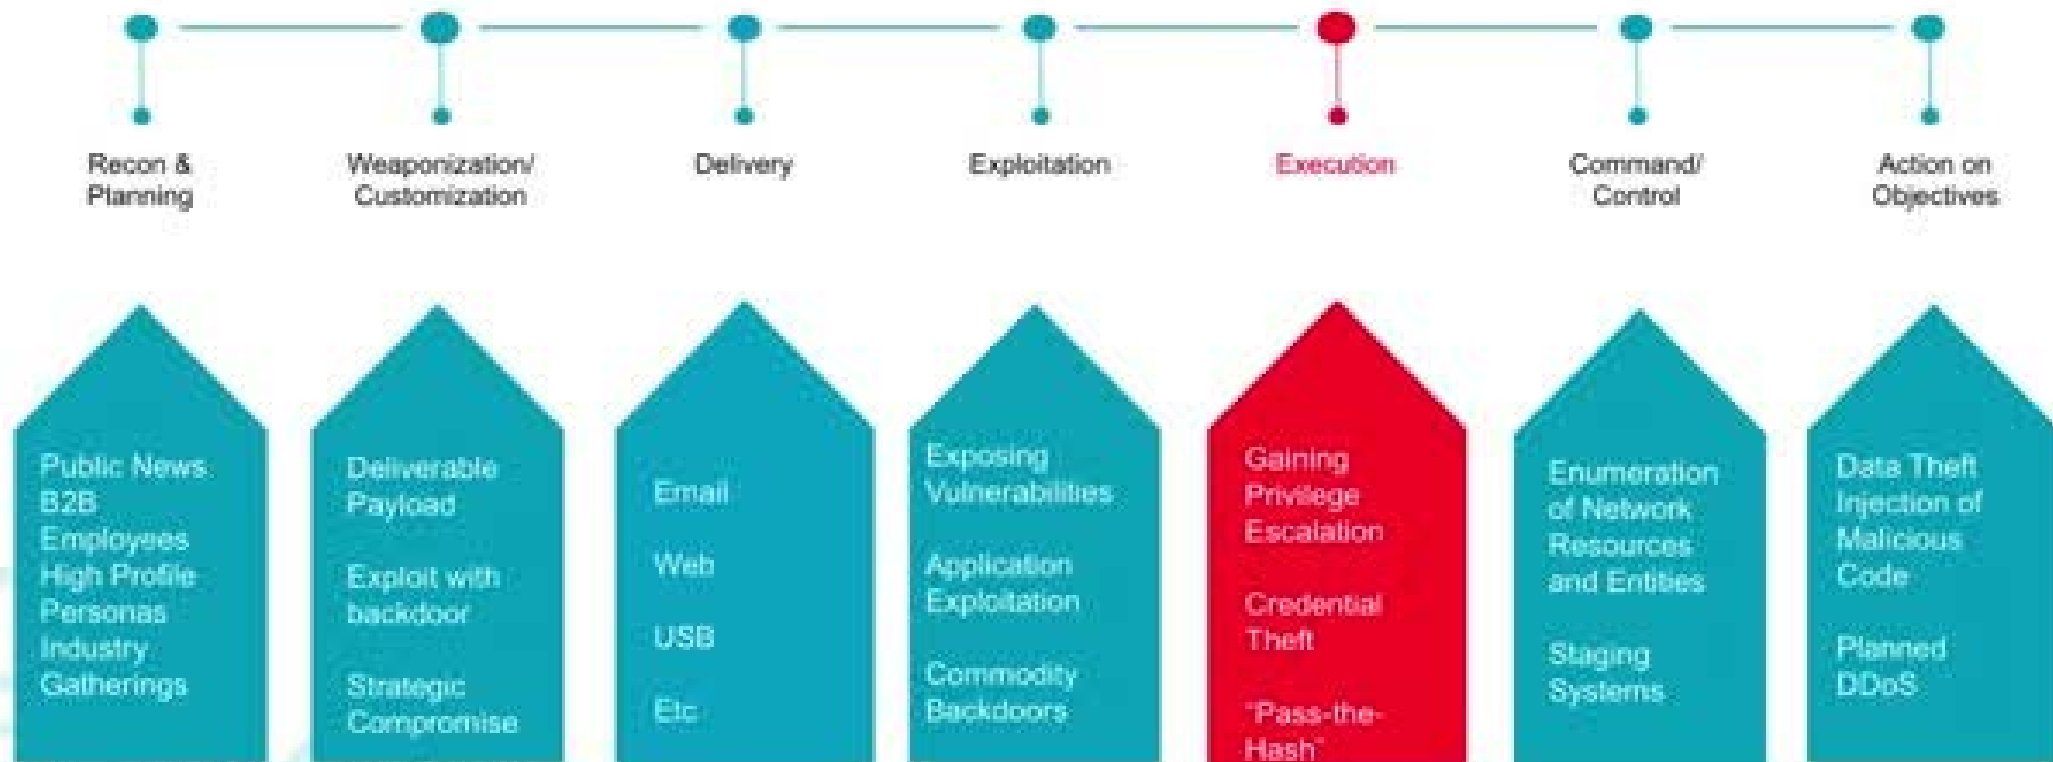 Recon &
Planning
Weaponization/
Customization
Delivery
Exploitation
Execution
Command/
Control
Action on
Objectives
Public News
B2B
Employees
High Profile
Personas
Industry
Gatherings
Deliverable
Payload
Exploit with
backdoor
Strategic
Compromise
Email
Web
USB
Etc
Exposing
Vulnerabilities
Application
Exploitation
Commodity
Backdoors
Gaining
Privilege
Escalation
Credential
Theft
"Pass-the-
Hash"
Enumeration
of Network
Resources
and Entities
Staging
Systems
Data Theft
Injection of
Malicious
Code
Planned
DDoS